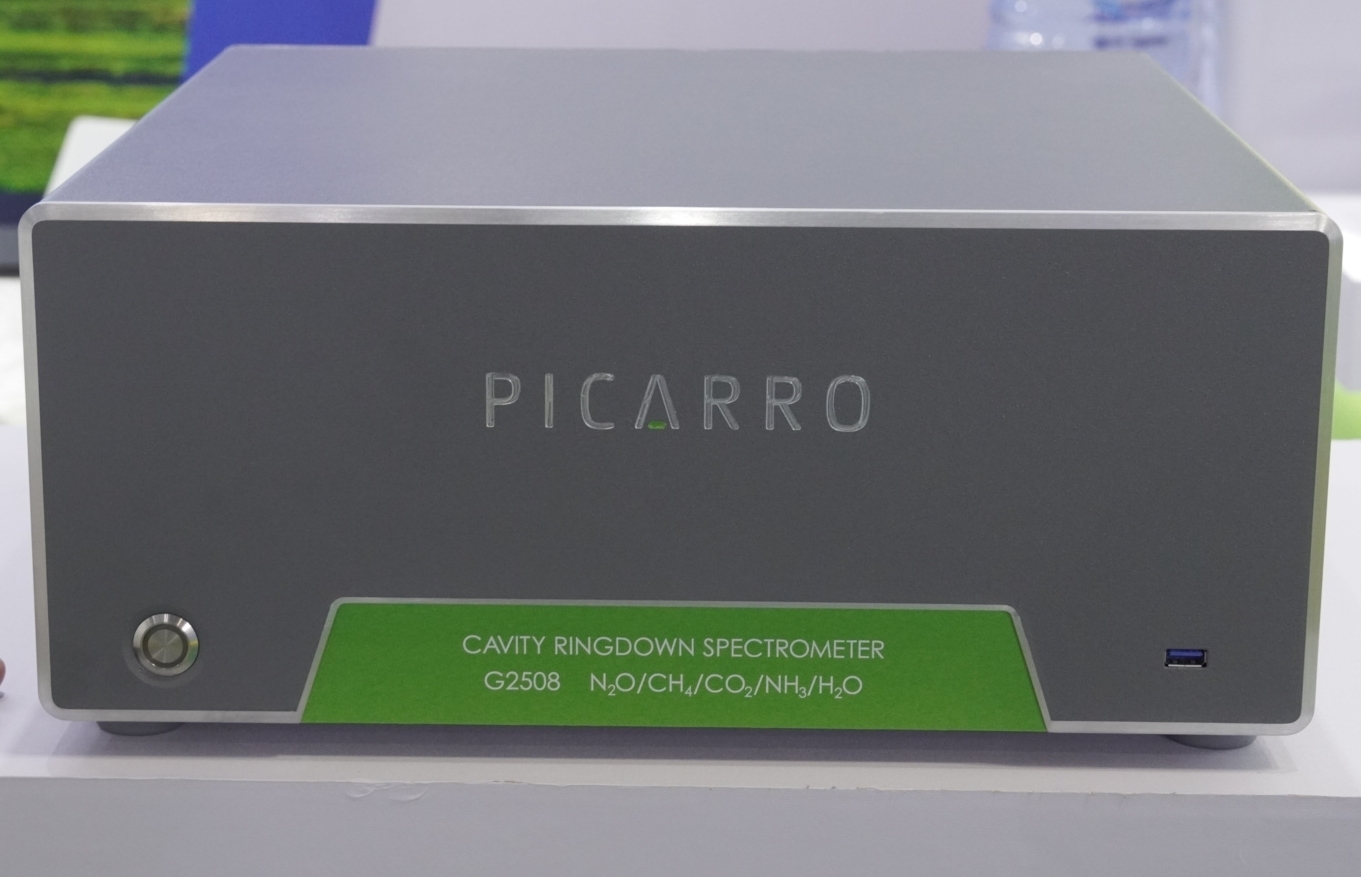 PICARRO
CAVITY RINGDOWN SPECTROMETER
G2508 N₂O/CH₄/CO₂/NH₃/H₂O